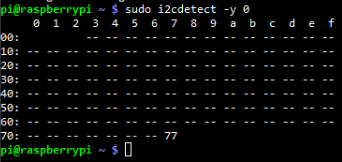 pi@raspberrypi ~ $ sudo i2cdetect -y 0
     0  1  2  3  4  5  6  7  8  9  a  b  c  d  e  f
00:          -- -- -- -- -- -- -- -- -- -- -- -- --
10: -- -- -- -- -- -- -- -- -- -- -- -- -- -- -- --
20: -- -- -- -- -- -- -- -- -- -- -- -- -- -- -- --
30: -- -- -- -- -- -- -- -- -- -- -- -- -- -- -- --
40: -- -- -- -- -- -- -- -- -- -- -- -- -- -- -- --
50: -- -- -- -- -- -- -- -- -- -- -- -- -- -- -- --
60: -- -- -- -- -- -- -- -- -- -- -- -- -- -- -- --
70: -- -- -- -- -- -- -- 77
pi@raspberrypi ~ $